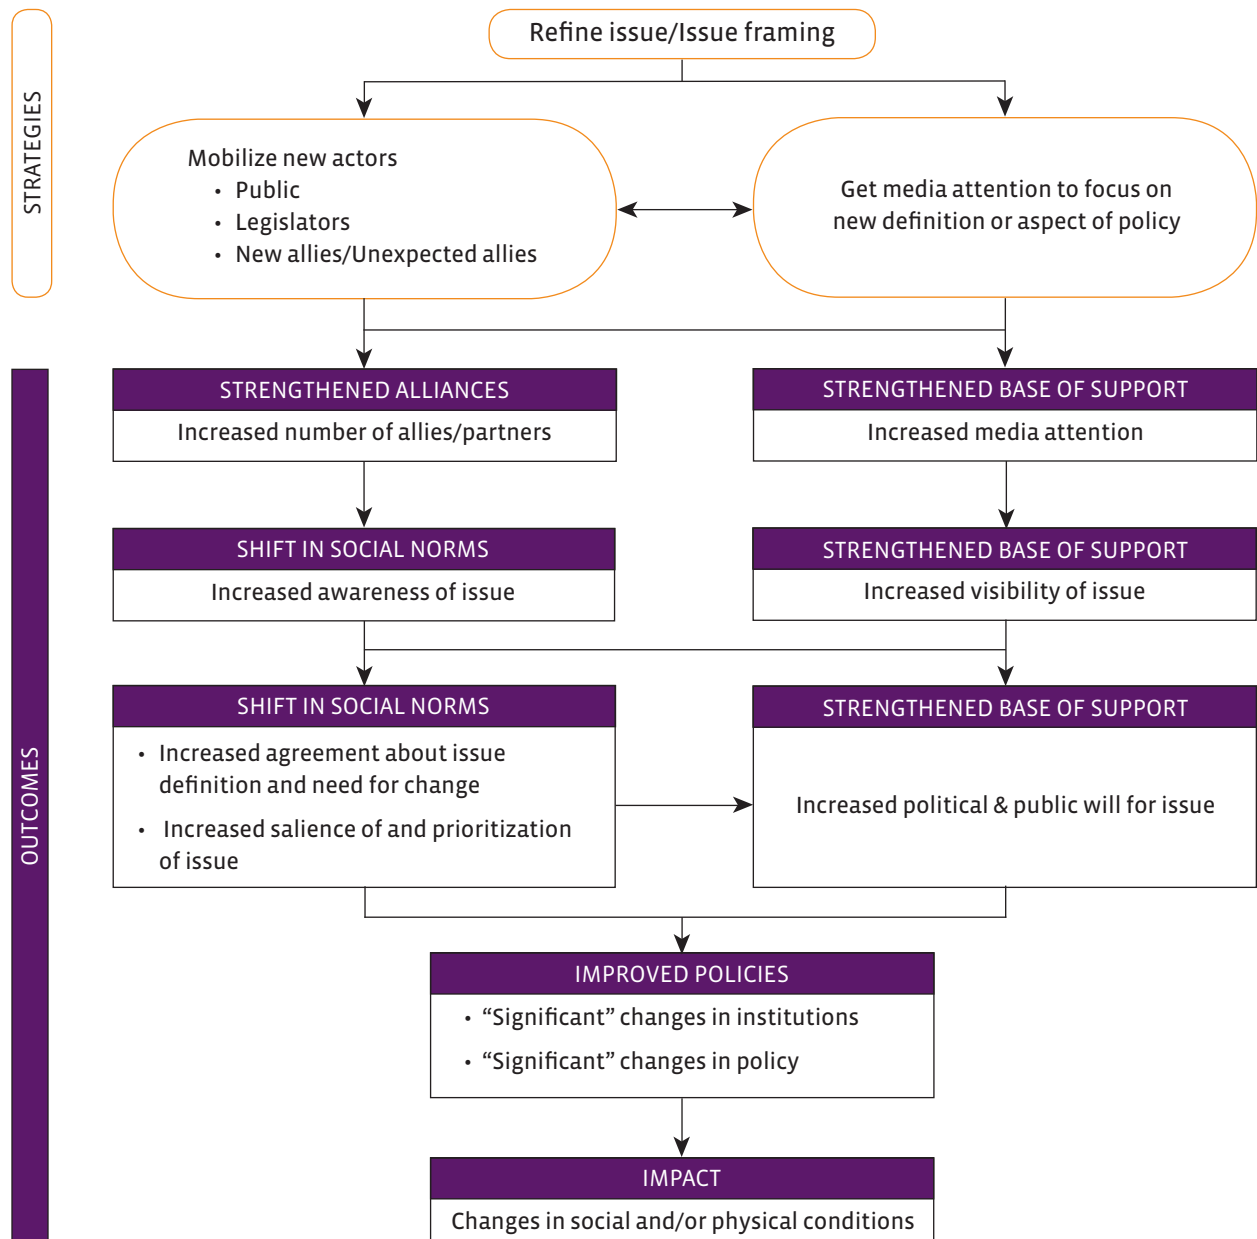 STRATEGIES
Refine issue/Issue framing
Mobilize new actors
• Public
• Legislators
• New allies/Unexpected allies
Get media attention to focus on
new definition or aspect of policy
OUTCOMES
STRENGTHENED ALLIANCES
Increased number of allies/partners
STRENGTHENED BASE OF SUPPORT
Increased media attention
SHIFT IN SOCIAL NORMS
Increased awareness of issue
STRENGTHENED BASE OF SUPPORT
Increased visibility of issue
SHIFT IN SOCIAL NORMS
• Increased agreement about issue
definition and need for change
• Increased salience of and prioritization
of issue
STRENGTHENED BASE OF SUPPORT
Increased political & public will for issue
IMPROVED POLICIES
• “Significant” changes in institutions
• “Significant” changes in policy
IMPACT
Changes in social and/or physical conditions